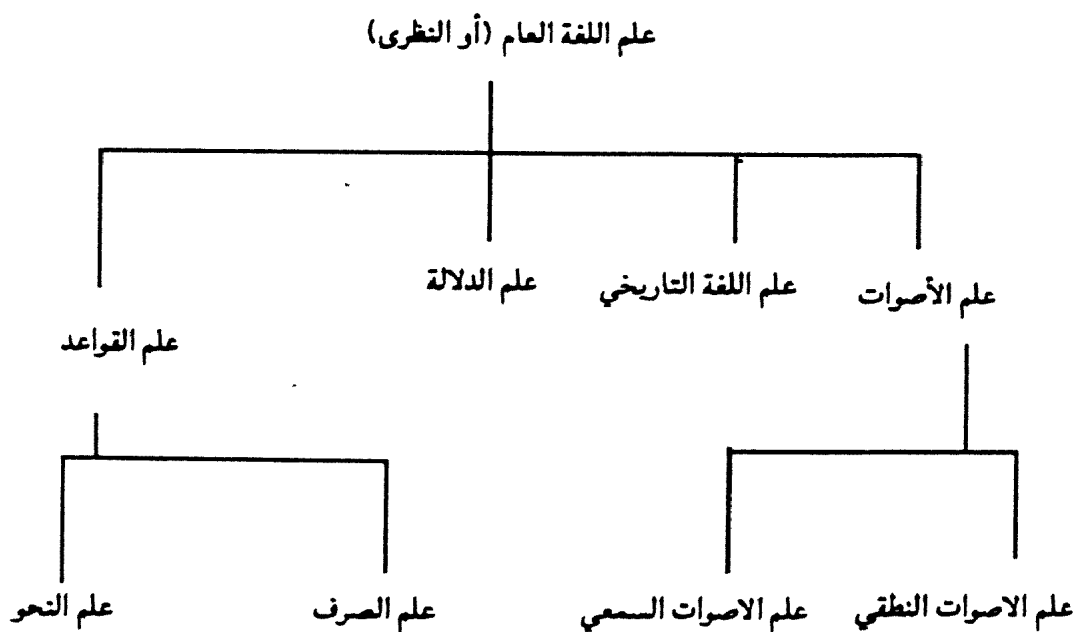 علم اللغة العام (أو النظرى)
علم الأصوات
علم اللغة التاريخي
علم الدلالة
علم القواعد
علم الاصوات النطقي
علم الاصوات السمعي
علم الصرف
علم النحو